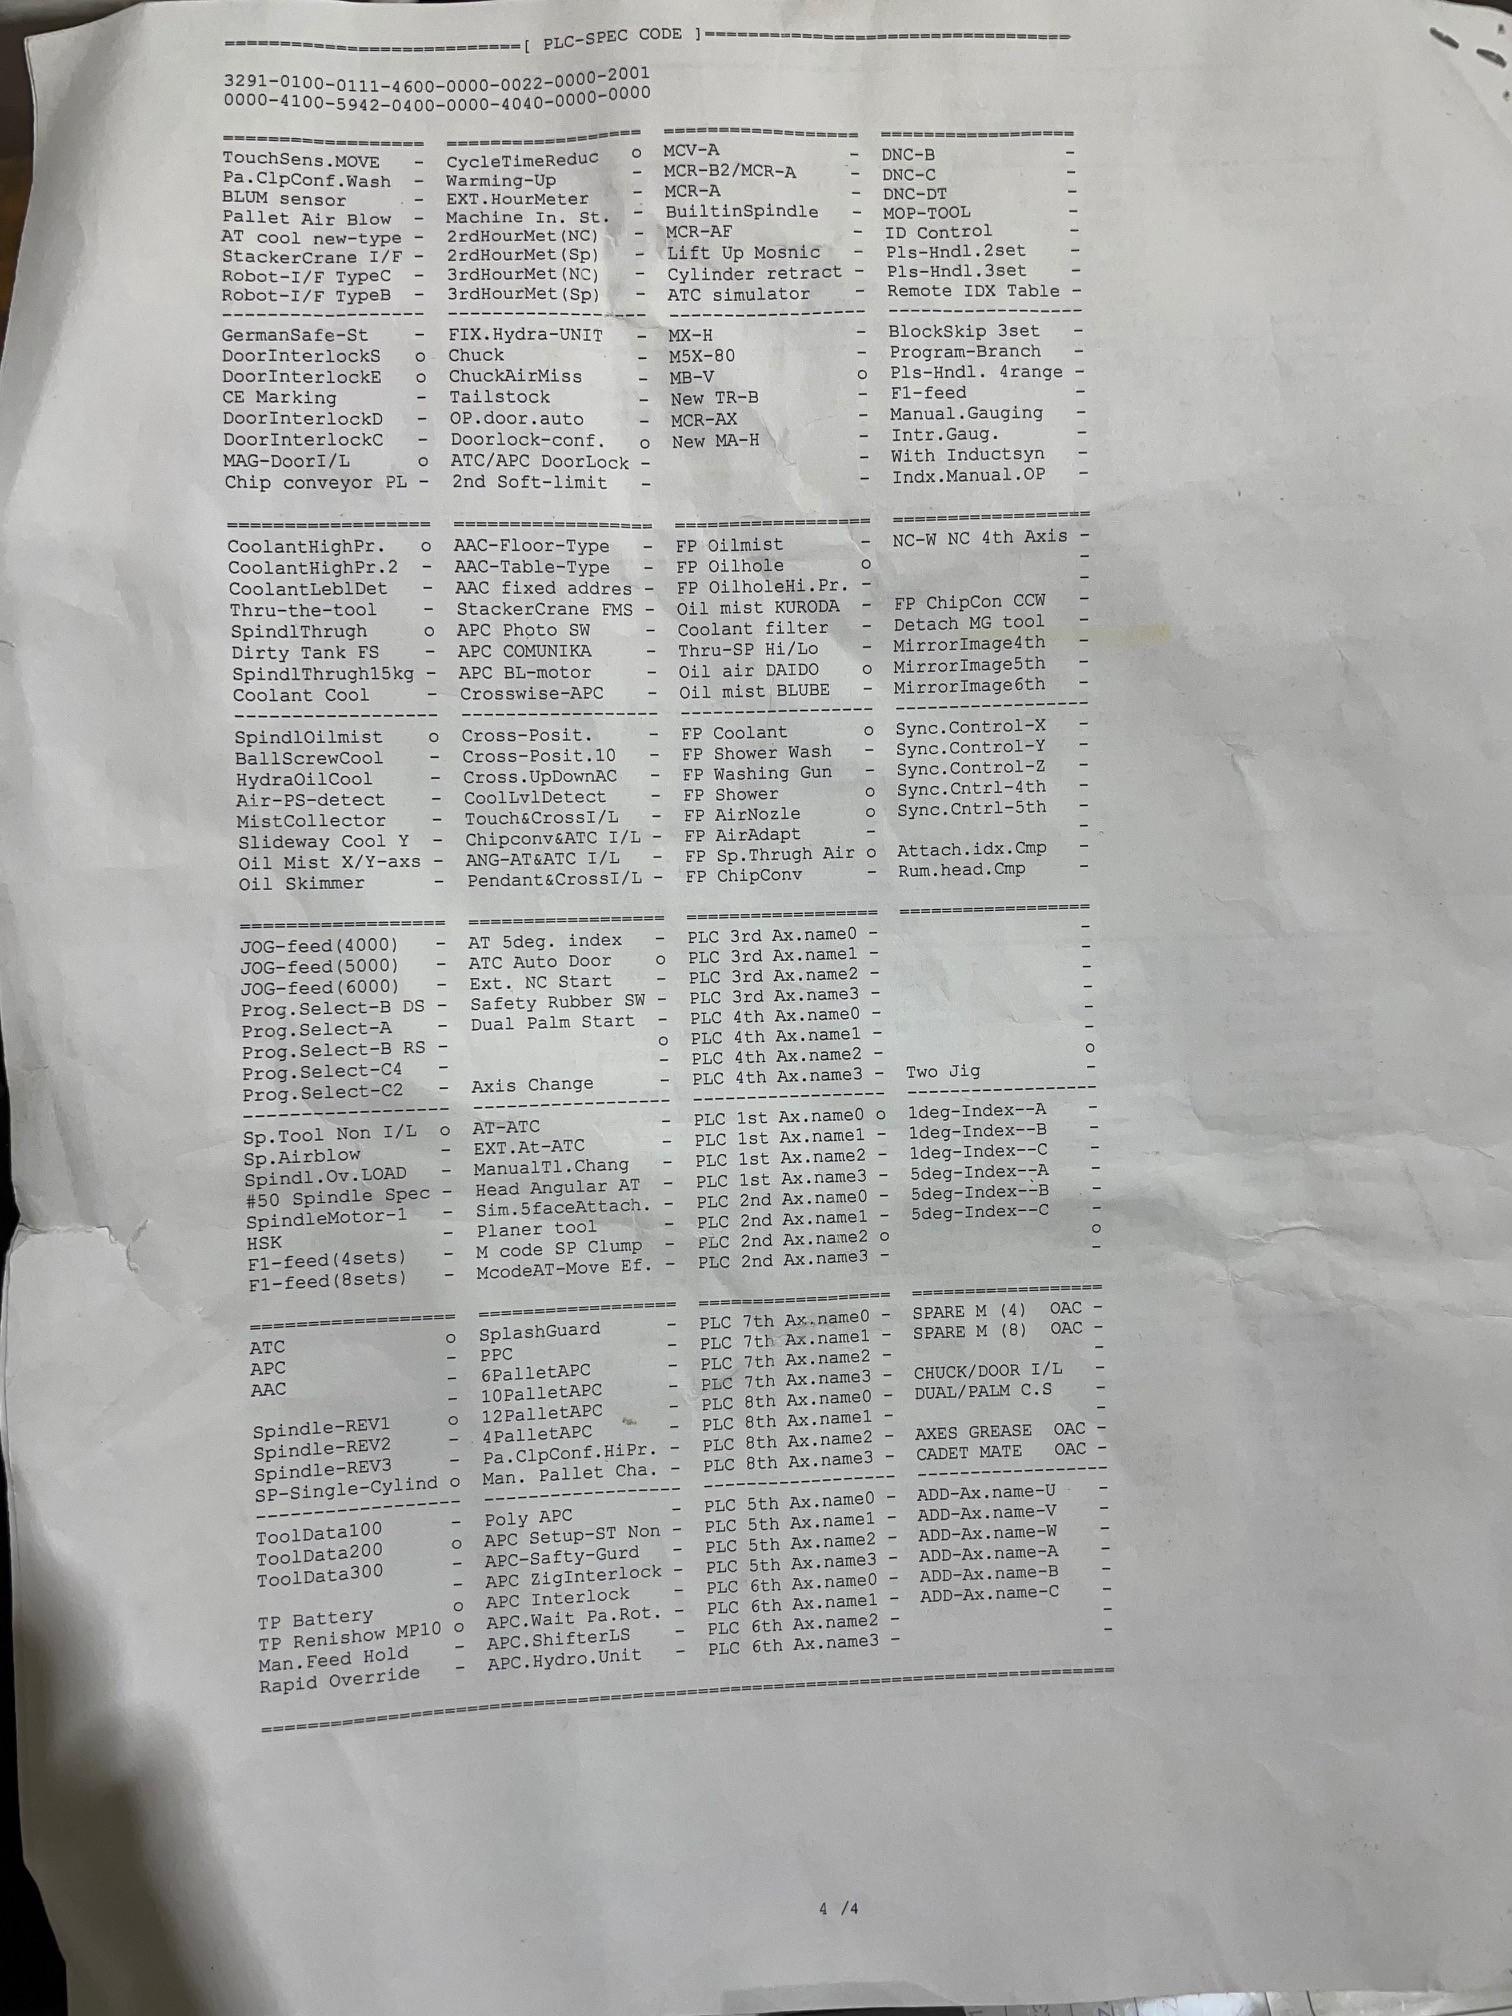 ===========================[ PLC-SPEC CODE ]=================================
3291-0100-0111-4600-0000-0022-0000-2001
0000-4100-5942-0400-0000-4040-0000-0000
================== ================== ================== ==================
TouchSens.MOVE - CycleTimeReduc o MCV-A - DNC-B -
Pa.ClpConf.Wash - Warming-Up - MCR-B2/MCR-A - DNC-C -
BLUM sensor - EXT.HourMeter - MCR-A - DNC-DT -
Pallet Air Blow - Machine In. St. - BuiltinSpindle - MOP-TOOL -
AT cool new-type - 2rdHourMet(NC) - MCR-AF - ID Control -
StackerCrane I/F - 2rdHourMet(Sp) - Lift Up Mosnic - Pls-Hndl.2set -
Robot-I/F TypeC - 3rdHourMet(NC) - Cylinder retract - Pls-Hndl.3set -
Robot-I/F TypeB - 3rdHourMet(Sp) - ATC simulator - Remote IDX Table -
------------------ ------------------ ------------------ ------------------
GermanSafe-St - FIX.Hydra-UNIT - MX-H - BlockSkip 3set -
DoorInterlockS o Chuck - M5X-80 - Program-Branch -
DoorInterlockE o ChuckAirMiss - MB-V o Pls-Hndl. 4range -
CE Marking - Tailstock - New TR-B - F1-feed -
DoorInterlockD - OP.door.auto - MCR-AX - Manual.Gauging -
DoorInterlockC - Doorlock-conf. o New MA-H - Intr.Gaug. -
MAG-DoorI/L o ATC/APC DoorLock - - With Inductsyn -
Chip conveyor PL - 2nd Soft-limit - - Indx.Manual.OP -
================== ================== ================== ==================
CoolantHighPr. o AAC-Floor-Type - FP Oilmist - NC-W NC 4th Axis -
CoolantHighPr.2 - AAC-Table-Type - FP Oilhole o -
CoolantLeblDet - AAC fixed addres - FP OilholeHi.Pr. - -
Thru-the-tool - StackerCrane FMS - Oil mist KURODA - FP ChipCon CCW -
SpindlThrugh o APC Photo SW - Coolant filter - Detach MG tool -
Dirty Tank FS - APC COMUNIKA - Thru-SP Hi/Lo - MirrorImage4th -
SpindlThrugh15kg - APC BL-motor - Oil air DAIDO o MirrorImage5th -
Coolant Cool - Crosswise-APC - Oil mist BLUBE - MirrorImage6th -
------------------ ------------------ ------------------ ------------------
SpindlOilmist o Cross-Posit. - FP Coolant o Sync.Control-X -
BallScrewCool - Cross-Posit.10 - FP Shower Wash - Sync.Control-Y -
HydraOilCool - Cross.UpDownAC - FP Washing Gun - Sync.Control-Z -
Air-PS-detect - CoolLvlDetect - FP Shower o Sync.Cntrl-4th -
MistCollector - Touch&CrossI/L - FP AirNozle o Sync.Cntrl-5th -
Slideway Cool Y - Chipconv&ATC I/L - FP AirAdapt - -
Oil Mist X/Y-axs - ANG-AT&ATC I/L - FP Sp.Thrugh Air o Attach.idx.Cmp -
Oil Skimmer - Pendant&CrossI/L - FP ChipConv - Rum.head.Cmp -
================== ================== ================== ==================
JOG-feed(4000) - AT 5deg. index - PLC 3rd Ax.name0 - -
JOG-feed(5000) - ATC Auto Door o PLC 3rd Ax.name1 - -
JOG-feed(6000) - Ext. NC Start - PLC 3rd Ax.name2 - -
Prog.Select-B DS - Safety Rubber SW - PLC 3rd Ax.name3 - -
Prog.Select-A - Dual Palm Start - PLC 4th Ax.name0 - -
Prog.Select-B RS - o PLC 4th Ax.name1 - -
Prog.Select-C4 - - PLC 4th Ax.name2 - o
Prog.Select-C2 - Axis Change - PLC 4th Ax.name3 - Two Jig -
------------------ ------------------ ------------------ ------------------
Sp.Tool Non I/L o AT-ATC - PLC 1st Ax.name0 o 1deg-Index--A -
Sp.Airblow - EXT.At-ATC - PLC 1st Ax.name1 - 1deg-Index--B -
Spindl.Ov.LOAD - ManualTl.Chang - PLC 1st Ax.name2 - 1deg-Index--C -
#50 Spindle Spec - Head Angular AT - PLC 1st Ax.name3 - 5deg-Index--A -
SpindleMotor-1 - Sim.5faceAttach. - PLC 2nd Ax.name0 - 5deg-Index--B -
HSK - Planer tool - PLC 2nd Ax.name1 - 5deg-Index--C -
F1-feed(4sets) - M code SP Clump - PLC 2nd Ax.name2 o o
F1-feed(8sets) - McodeAT-Move Ef. - PLC 2nd Ax.name3 - -
================== ================== ================== ==================
ATC o SplashGuard - PLC 7th Ax.name0 - SPARE M (4) OAC -
APC - PPC - PLC 7th Ax.name1 - SPARE M (8) OAC -
AAC - 6PalletAPC - PLC 7th Ax.name2 - -
10PalletAPC - PLC 7th Ax.name3 - CHUCK/DOOR I/L -
Spindle-REV1 o 12PalletAPC - PLC 8th Ax.name0 - DUAL/PALM C.S -
Spindle-REV2 - 4PalletAPC - PLC 8th Ax.name1 - -
Spindle-REV3 - Pa.ClpConf.HiPr. - PLC 8th Ax.name2 - AXES GREASE OAC -
SP-Single-Cylind o Man. Pallet Cha. - PLC 8th Ax.name3 - CADET MATE OAC -
------------------ ------------------ ------------------ ------------------
ToolData100 - Poly APC - PLC 5th Ax.name0 - ADD-Ax.name-U -
ToolData200 o APC Setup-ST Non - PLC 5th Ax.name1 - ADD-Ax.name-V -
ToolData300 - APC-Safty-Gurd - PLC 5th Ax.name2 - ADD-Ax.name-W -
- APC ZigInterlock - PLC 5th Ax.name3 - ADD-Ax.name-A -
TP Battery o APC Interlock - PLC 6th Ax.name0 - ADD-Ax.name-B -
TP Renishow MP10 o APC.Wait Pa.Rot. - PLC 6th Ax.name1 - ADD-Ax.name-C -
Man.Feed Hold - APC.ShifterLS - PLC 6th Ax.name2 - -
Rapid Override - APC.Hydro.Unit - PLC 6th Ax.name3 - -
==============================================================================
4 /4